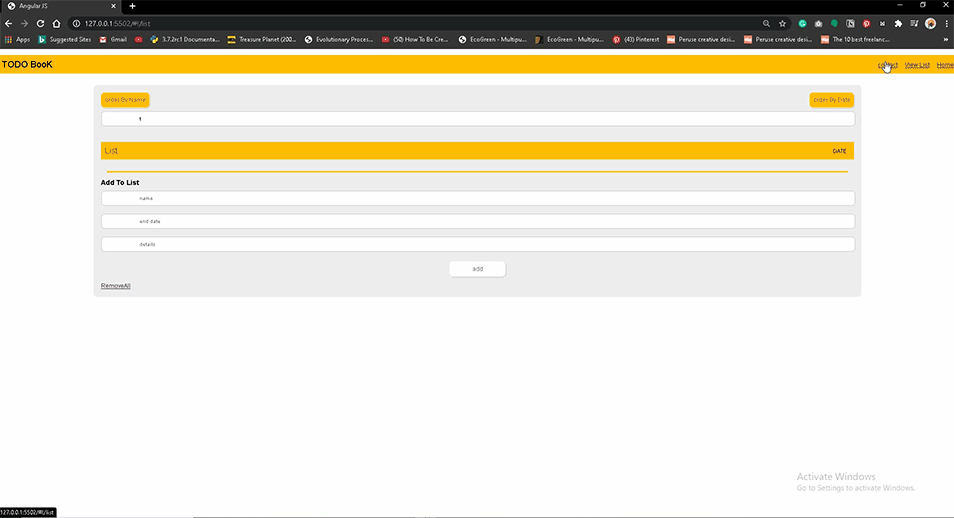 Angular JS
127.0.0.1:5502/#!/list
Apps Suggested Sites Gmail 3.7.2rc1 Documenta... Treasure Planet (200... Evolutionary Proces... (50) How To Be Cre... EcoGreen - Multipu... EcoGreen - Multipu... (43) Pinterest Peruse creative desi... Peruse creative desi... The 10 best freelanc...
TODO BooK
View List Home
order By Name order By Date
List DATE
Add To List
name
end date
details
add
RemoveAll
Activate Windows
Go to Settings to activate Windows.
127.0.0.1:5502/#!/list